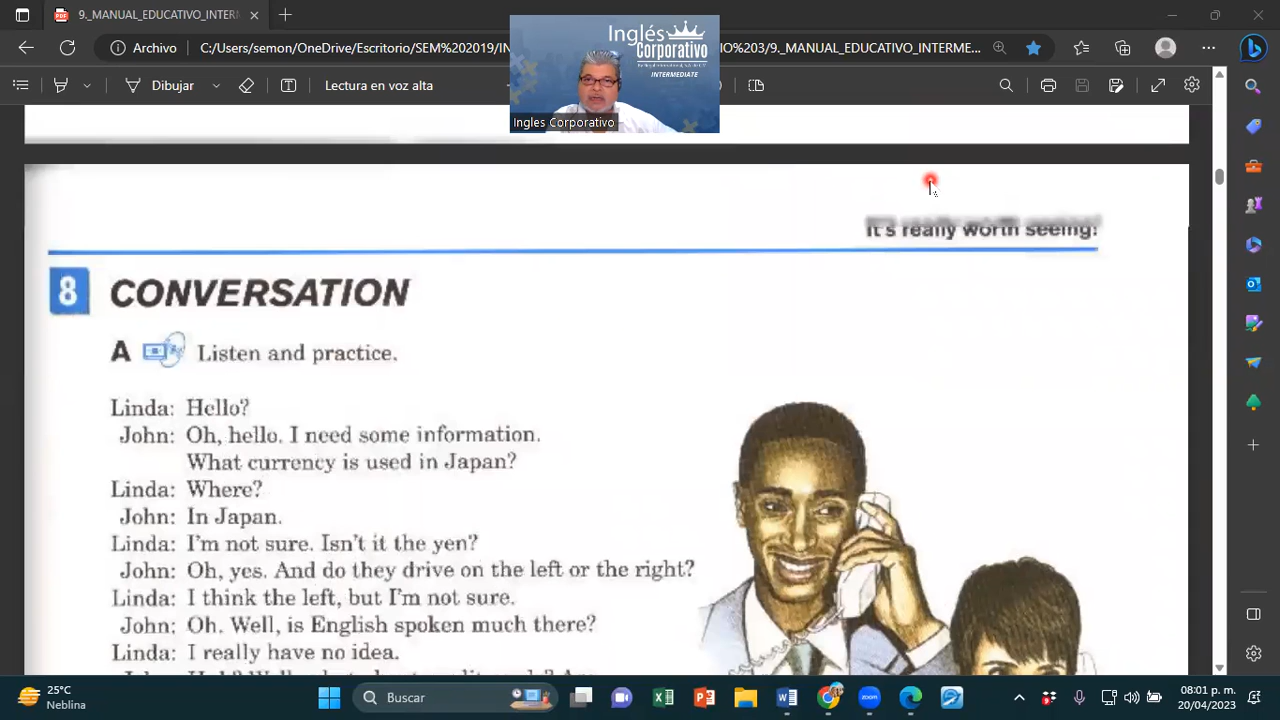 9._MANUAL_EDUCATIVO_INTERM
Archivo
C:/Users/semon/OneDrive/Escritorio/SEM%202019/IN
O%203/9._MANUAL_EDUCATIVO_INTERME...
Dibujar
Lectura en voz alta
Inglés
Corporativo
INTERMEDIATE
Ingles Corporativo
It's really worth seeing!
8 CONVERSATION
A Listen and practice.
Linda: Hello?
John: Oh, hello. I need some information.
What currency is used in Japan?
Linda: Where?
John: In Japan.
Linda: I'm not sure. Isn't it the yen?
John: Oh, yes. And do they drive on the left or the right?
Linda: I think the left, but I'm not sure.
John: Oh. Well, is English spoken much there?
Linda: I really have no idea.
25°C
Neblina
Buscar
08:01 p. m.
20/04/2023